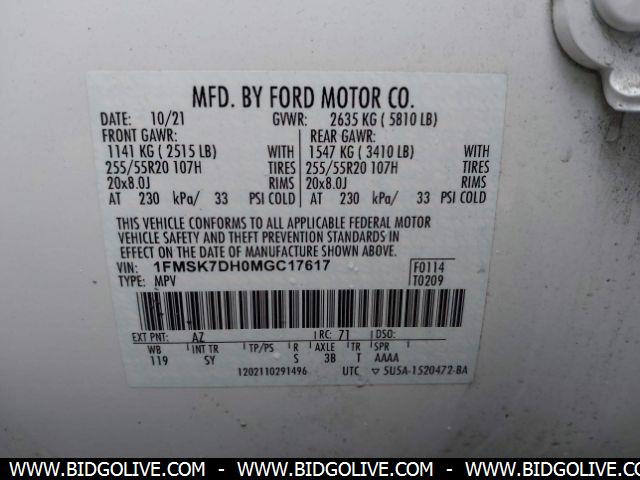 MFD. BY FORD MOTOR CO.
DATE: 10/21 GVWR: 2635 KG ( 5810 LB)
FRONT GAWR: REAR GAWR:
1141 KG ( 2515 LB) WITH 1547 KG ( 3410 LB) WITH
255/55R20 107H TIRES 255/55R20 107H TIRES
20x8.0J RIMS 20x8.0J RIMS
AT 230 kPa/ 33 PSI COLD AT 230 kPa/ 33 PSI COLD
THIS VEHICLE CONFORMS TO ALL APPLICABLE FEDERAL MOTOR
VEHICLE SAFETY AND THEFT PREVENTION STANDARDS IN
EFFECT ON THE DATE OF MANUFACTURE SHOWN ABOVE.
VIN: 1FMSK7DH0MGC17617 F0114
TYPE: MPV T0209
EXT PNT: AZ RC: 71 DSO:
WB INT TR TP/PS R AXLE TR SPR
119 5Y S 3B T AAAA
1202110291496 UTC ▽ 5U5A-1520472-BA
WWW.BIDGOLIVE.COM - WWW.BIDGOLIVE.COM - WWW.BIDGOLIVE.COM